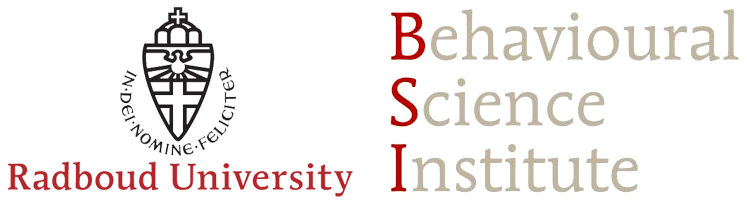 IN·DEI·NOMINE·FELICITER
Radboud University
Behavioural
Science
Institute